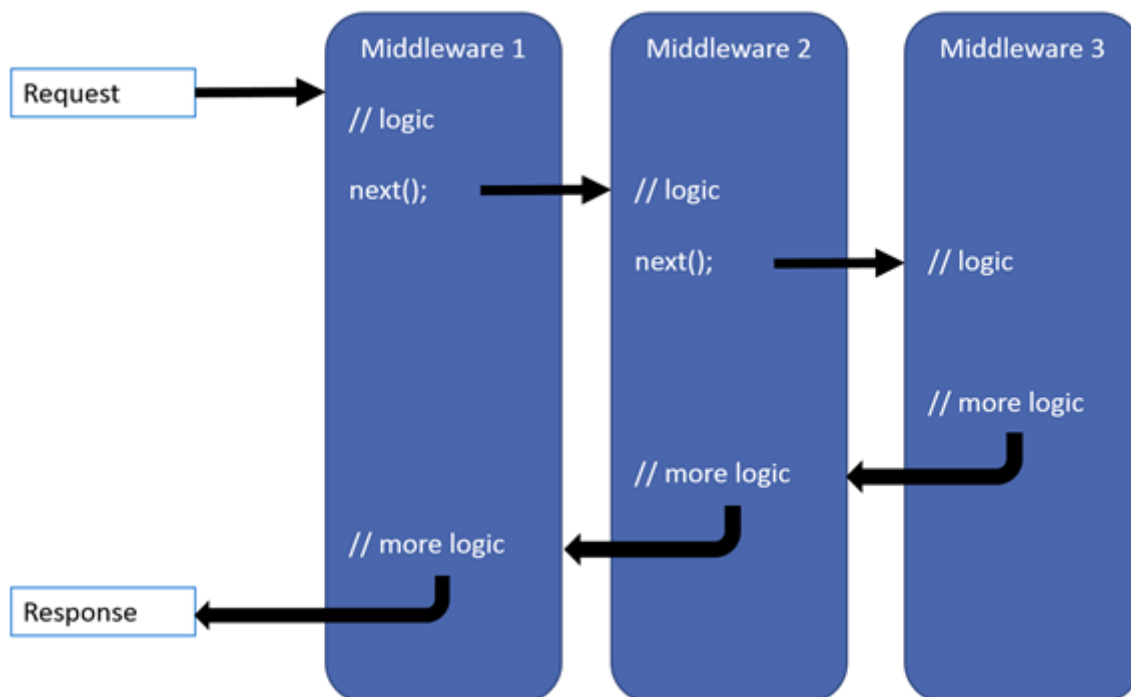 Middleware 1
Middleware 2
Middleware 3
Request
// logic
next();
// logic
next();
// logic
// more logic
// more logic
// more logic
Response